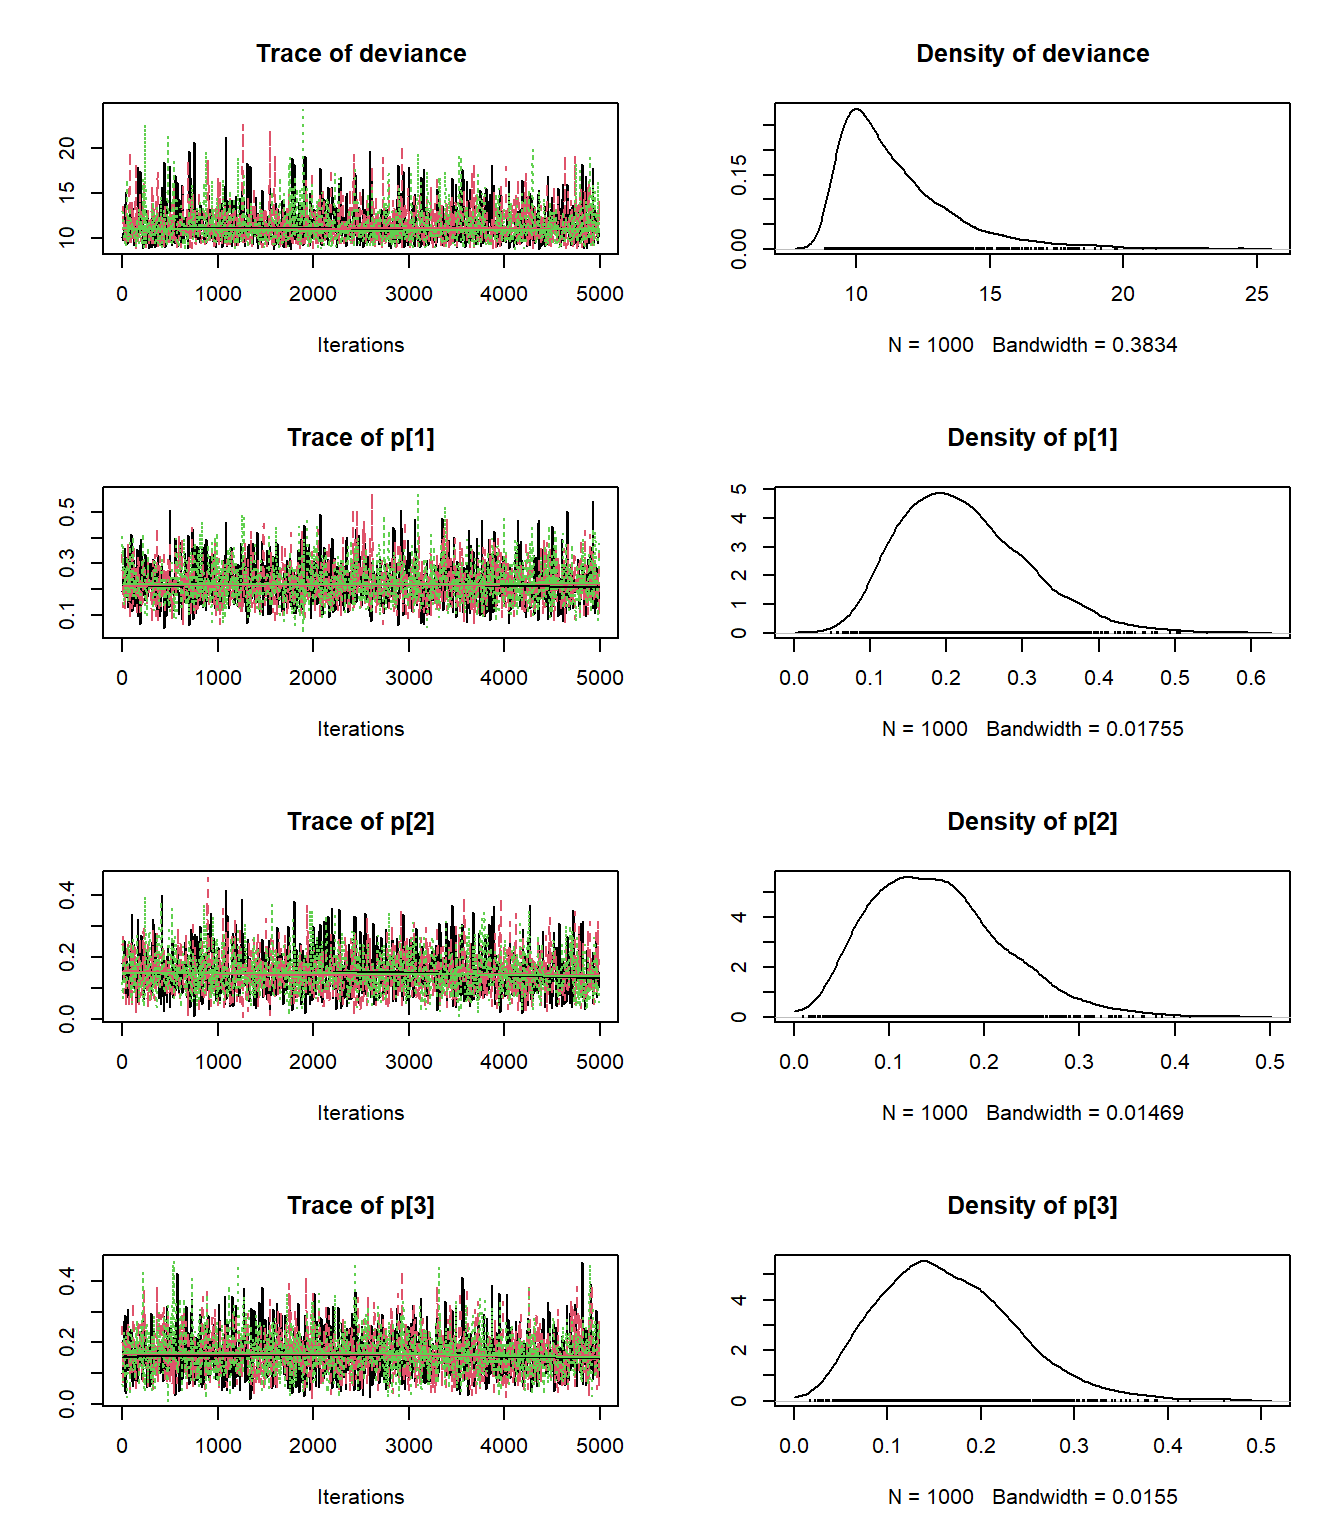 Trace of deviance
Density of deviance
10 15 20
0 1000 2000 3000 4000 5000
Iterations
0.00 0.15
10 15 20 25
N = 1000 Bandwidth = 0.3834
Trace of p[1]
Density of p[1]
0.1 0.3 0.5
0 1000 2000 3000 4000 5000
Iterations
0 1 2 3 4 5
0.0 0.1 0.2 0.3 0.4 0.5 0.6
N = 1000 Bandwidth = 0.01755
Trace of p[2]
Density of p[2]
0.0 0.2 0.4
0 1000 2000 3000 4000 5000
Iterations
0 2 4
0.0 0.1 0.2 0.3 0.4 0.5
N = 1000 Bandwidth = 0.01469
Trace of p[3]
Density of p[3]
0.0 0.2 0.4
0 1000 2000 3000 4000 5000
Iterations
0 2 4
0.0 0.1 0.2 0.3 0.4 0.5
N = 1000 Bandwidth = 0.0155